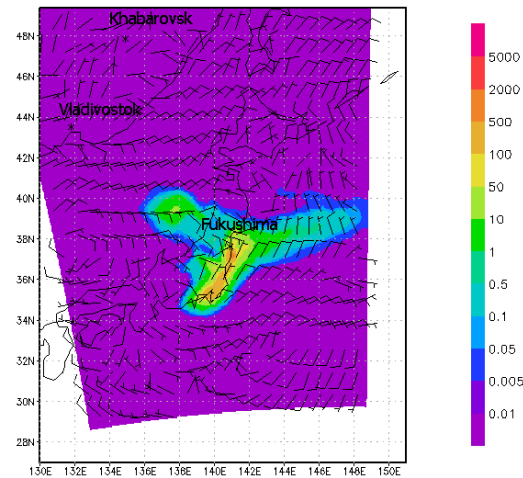 48N
Khabarovsk
46N
44N
Vladivostok
42N
40N
Fukushima
38N
36N
34N
32N
30N
28N
130E 132E 134E 136E 138E 140E 142E 144E 146E 148E 150E
5000
2000
500
100
50
10
1
0.5
0.1
0.05
0.005
0.01